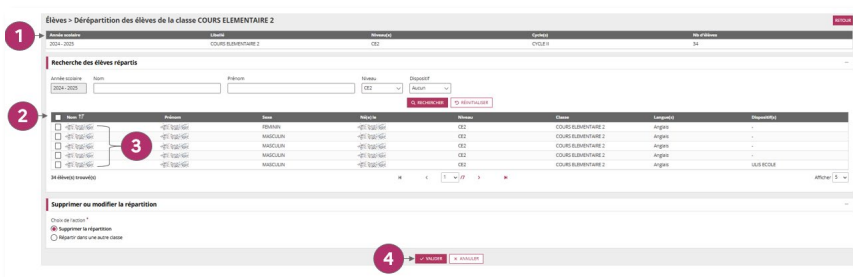 Élèves > Dérépartition des élèves de la classe COURS ELEMENTAIRE 2
RETOUR
1
Année scolaire Libellé Niveau(x) Cycle(s) Nb d'élèves
2024 - 2025 COURS ELEMENTAIRE 2 CE2 CYCLE II 34
Recherche des élèves répartis
Année scolaire Nom Prénom Niveau Dispositif
2024 - 2025 CE2 Aucun
RECHERCHER RÉINITIALISER
2
Nom Prénom Sexe Né(e) le Niveau Classe Langue(s) Dispositif(s)
FEMININ CE2 COURS ELEMENTAIRE 2 Anglais -
MASCULIN CE2 COURS ELEMENTAIRE 2 Anglais -
3
MASCULIN CE2 COURS ELEMENTAIRE 2 Anglais -
MASCULIN CE2 COURS ELEMENTAIRE 2 Anglais -
MASCULIN CE2 COURS ELEMENTAIRE 2 Anglais ULIS ECOLE
34 élève(s) trouvé(s) 1 /7 Afficher 5
Supprimer ou modifier la répartition
Choix de l'action *
Supprimer la répartition
Répartir dans une autre classe
4
VALIDER ANNULER